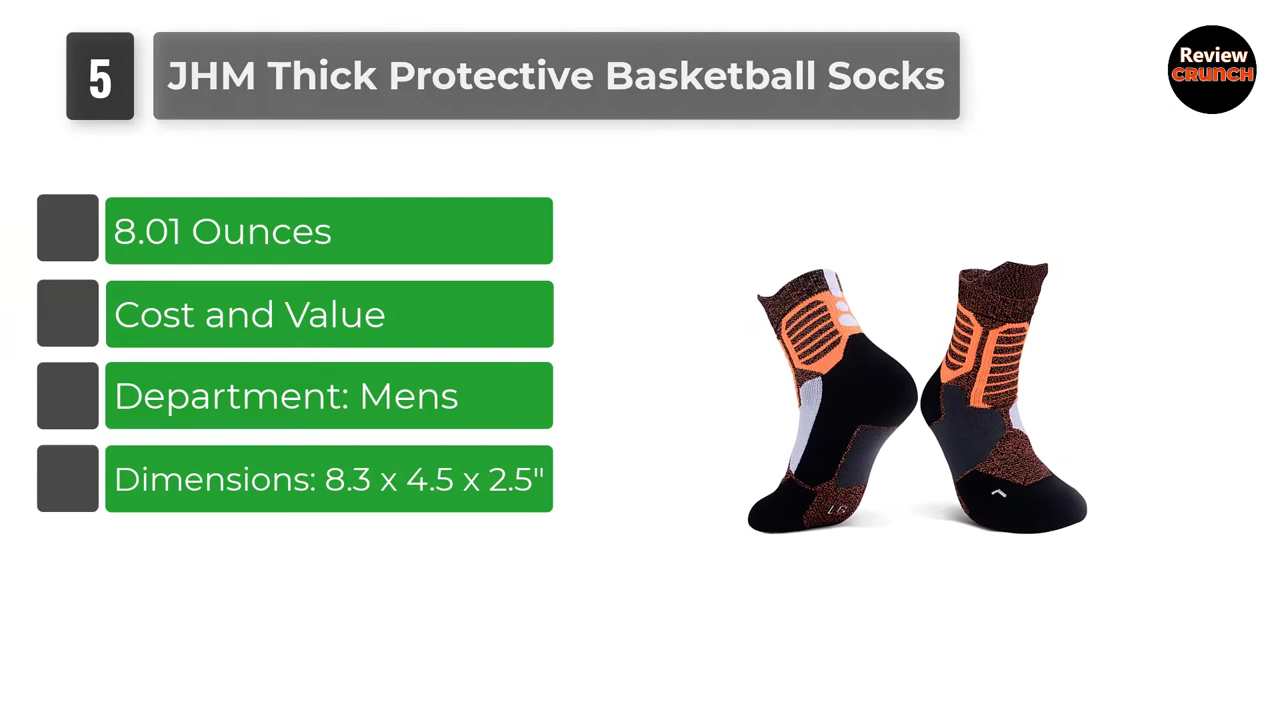 5
JHM Thick Protective Basketball Socks
Review
CRUNCH
8.01 Ounces
Cost and Value
Department: Mens
Dimensions: 8.3 x 4.5 x 2.5"